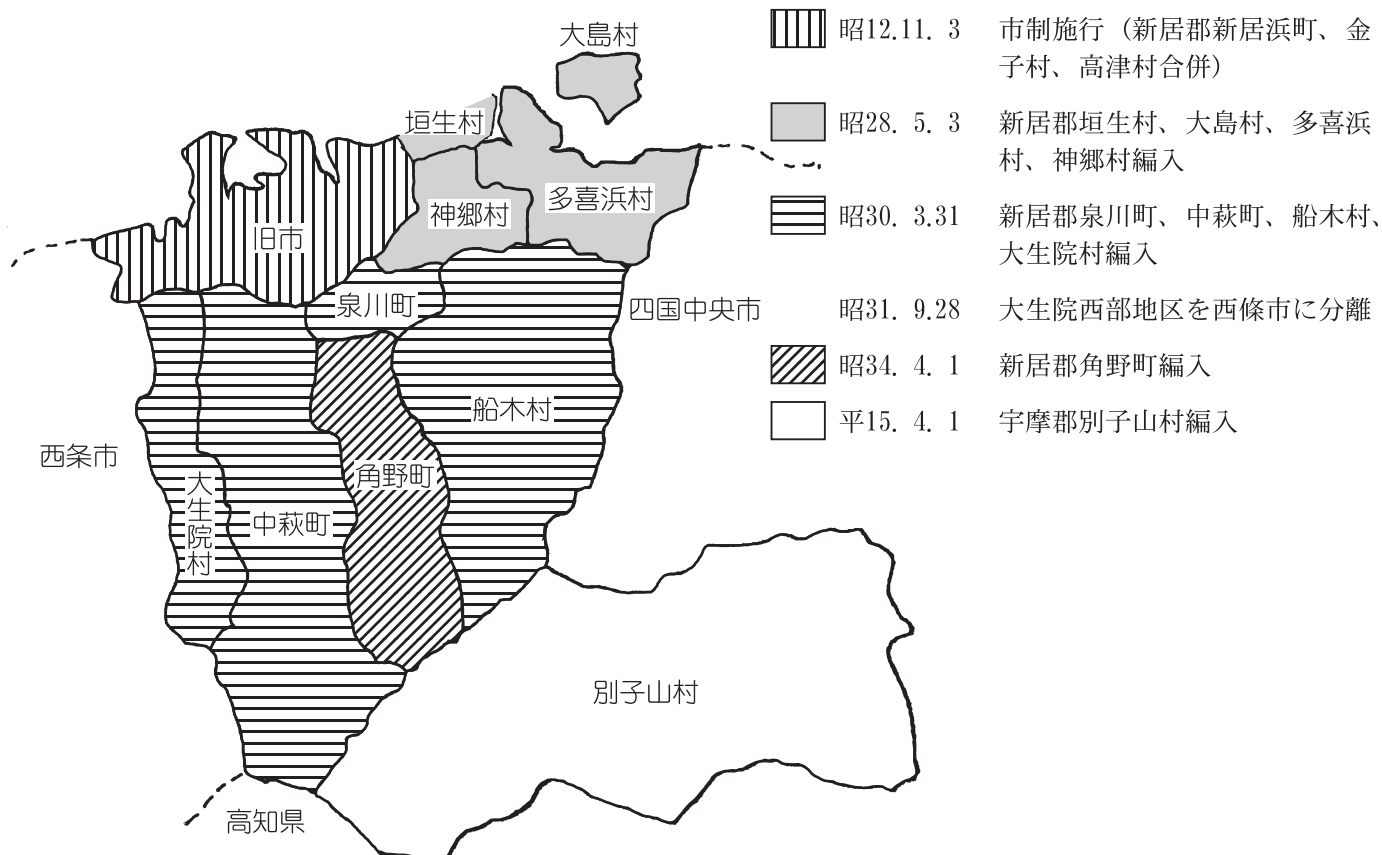 大島村
垣生村
多喜浜村
神郷村
旧市
泉川町
四国中央市
船木村
西条市
角野町
大生院村
中萩町
別子山村
高知県
昭12.11. 3 市制施行(新居郡新居浜町、金
子村、高津村合併)
昭28. 5. 3 新居郡垣生村、大島村、多喜浜
村、神郷村編入
昭30. 3.31 新居郡泉川町、中萩町、船木村、
大生院村編入
昭31. 9.28 大生院西部地区を西條市に分離
昭34. 4. 1 新居郡角野町編入
平15. 4. 1 宇摩郡別子山村編入